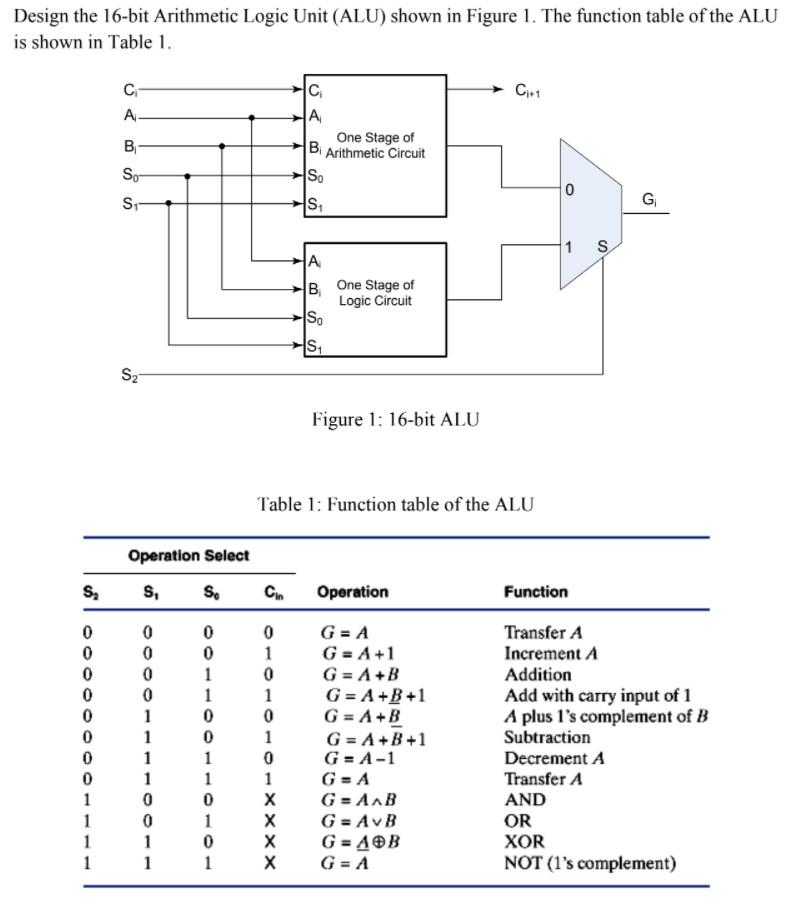 Design the 16-bit Arithmetic Logic Unit (ALU) shown in Figure 1. The function table of the ALU
is shown in Table 1.
Cᵢ Cᵢ Cᵢ₊₁
Aᵢ Aᵢ
Bᵢ Bᵢ One Stage of
Arithmetic Circuit
S₀ S₀
S₁ S₁
0
Gᵢ
1 S
Aᵢ
Bᵢ One Stage of
Logic Circuit
S₀
S₁
S₂
Figure 1: 16-bit ALU
Table 1: Function table of the ALU
Operation Select
S₂ S₁ S₀ Cᵢₙ Operation Function
0 0 0 0 G = A Transfer A
0 0 0 1 G = A + 1 Increment A
0 0 1 0 G = A + B Addition
0 0 1 1 G = A + B + 1 Add with carry input of 1
0 1 0 0 G = A + B̅ A plus 1's complement of B
0 1 0 1 G = A + B̅ + 1 Subtraction
0 1 1 0 G = A − 1 Decrement A
0 1 1 1 G = A Transfer A
1 0 0 X G = A ∧ B AND
1 0 1 X G = A ∨ B OR
1 1 0 X G = A ⊕ B XOR
1 1 1 X G = A̅ NOT (1's complement)